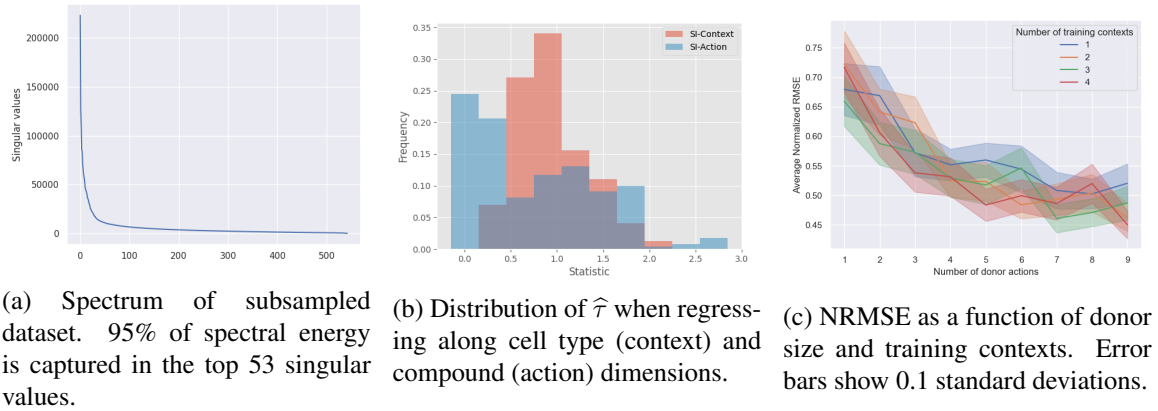 200000
150000
100000
50000
0
Singular values
0 100 200 300 400 500
(a) Spectrum of subsampled
dataset. 95% of spectral energy
is captured in the top 53 singular
values.
SI-Context
SI-Action
0.35
0.30
0.25
0.20
0.15
0.10
0.05
0.00
Frequency
0.0 0.5 1.0 1.5 2.0 2.5 3.0
Statistic
(b) Distribution of τ̂ when regress-
ing along cell type (context) and
compound (action) dimensions.
Number of training contexts
1
2
3
4
0.75
0.70
0.65
0.60
0.55
0.50
0.45
Average Normalized RMSE
1 2 3 4 5 6 7 8 9
Number of donor actions
(c) NRMSE as a function of donor
size and training contexts. Error
bars show 0.1 standard deviations.